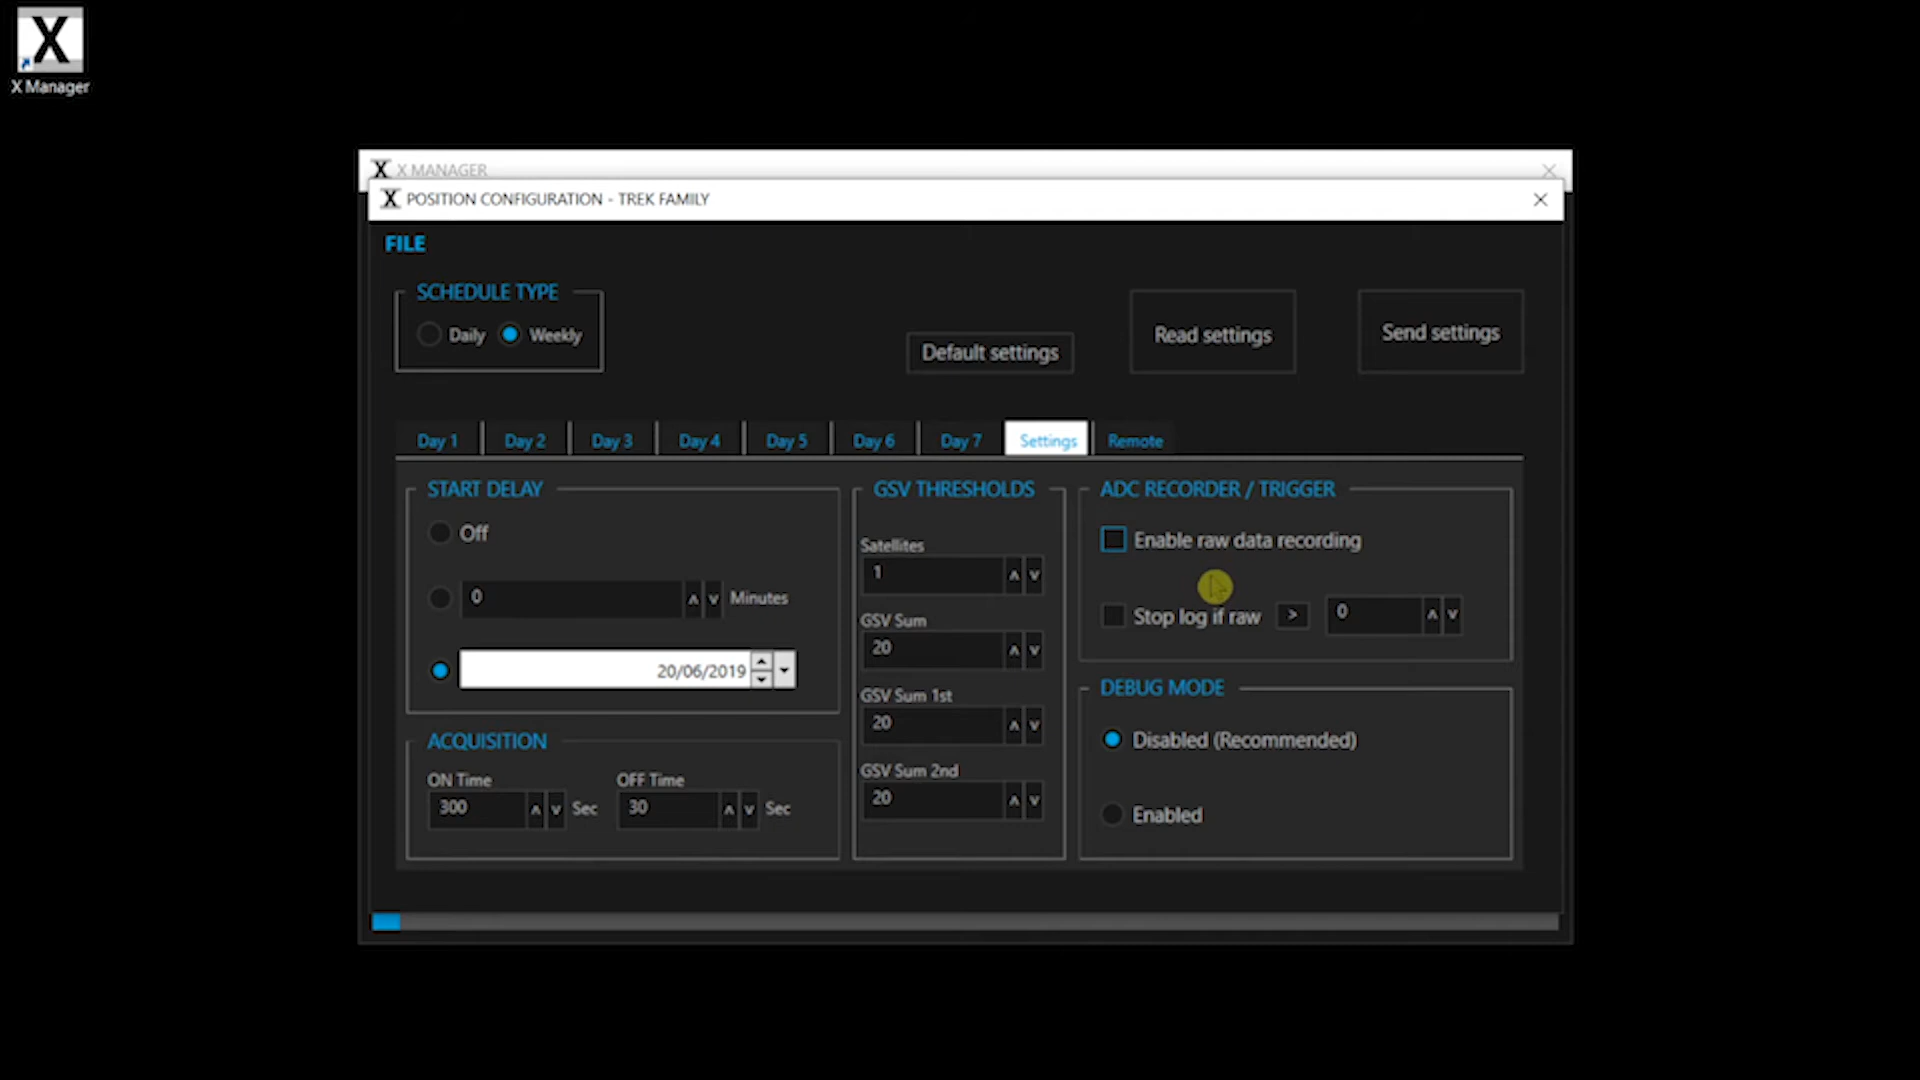 X
X Manager
X X MANAGER
X POSITION CONFIGURATION - TREK FAMILY
FILE
SCHEDULE TYPE
Daily Weekly
Default settings
Read settings
Send settings
Day 1 Day 2 Day 3 Day 4 Day 5 Day 6 Day 7 Settings Remote
START DELAY
Off
0 Minutes
20/06/2019
ACQUISITION
ON Time OFF Time
300 Sec 30 Sec
GSV THRESHOLDS
Satellites
1
GSV Sum
20
GSV Sum 1st
20
GSV Sum 2nd
20
ADC RECORDER / TRIGGER
Enable raw data recording
Stop log if raw > 0
DEBUG MODE
Disabled (Recommended)
Enabled